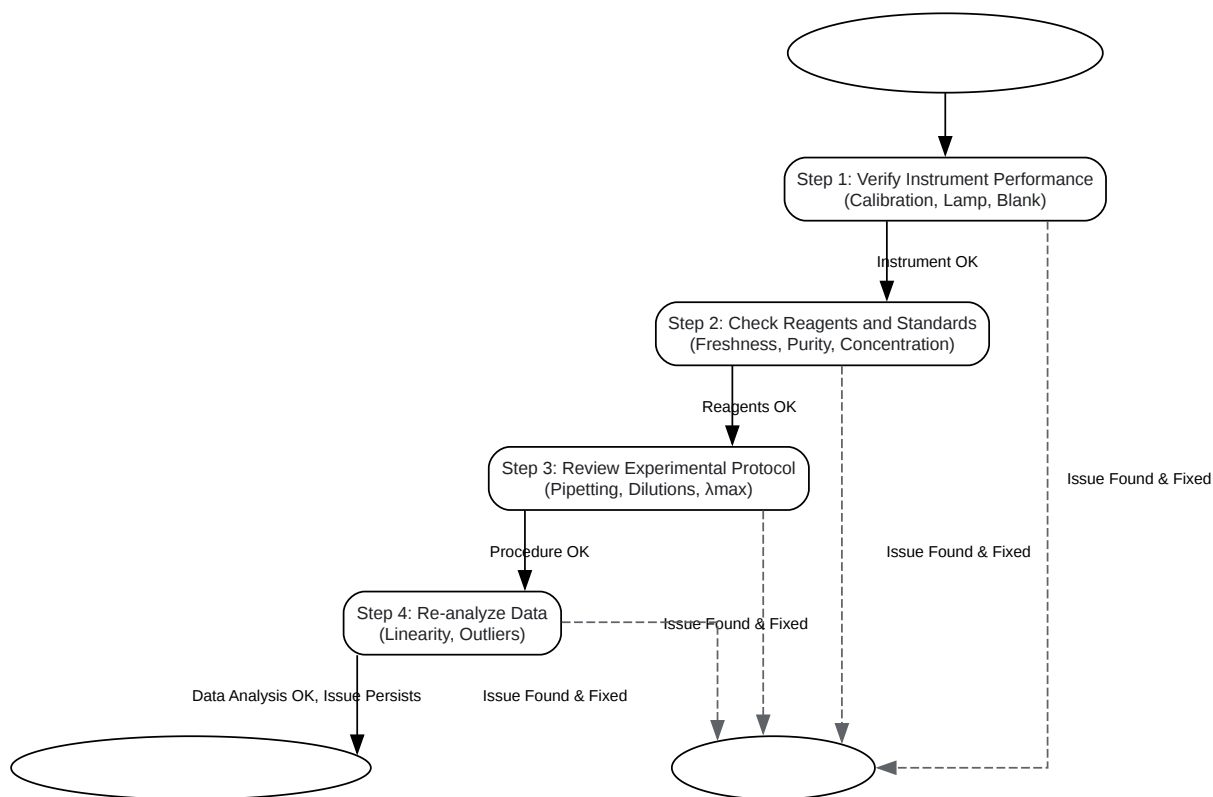 Step 1: Verify Instrument Performance
(Calibration, Lamp, Blank)
Instrument OK
Step 2: Check Reagents and Standards
(Freshness, Purity, Concentration)
Reagents OK
Step 3: Review Experimental Protocol
(Pipetting, Dilutions, λmax)
Issue Found & Fixed
Procedure OK
Issue Found & Fixed
Step 4: Re-analyze Data
(Linearity, Outliers)
Issue Found & Fixed
Data Analysis OK, Issue Persists
Issue Found & Fixed